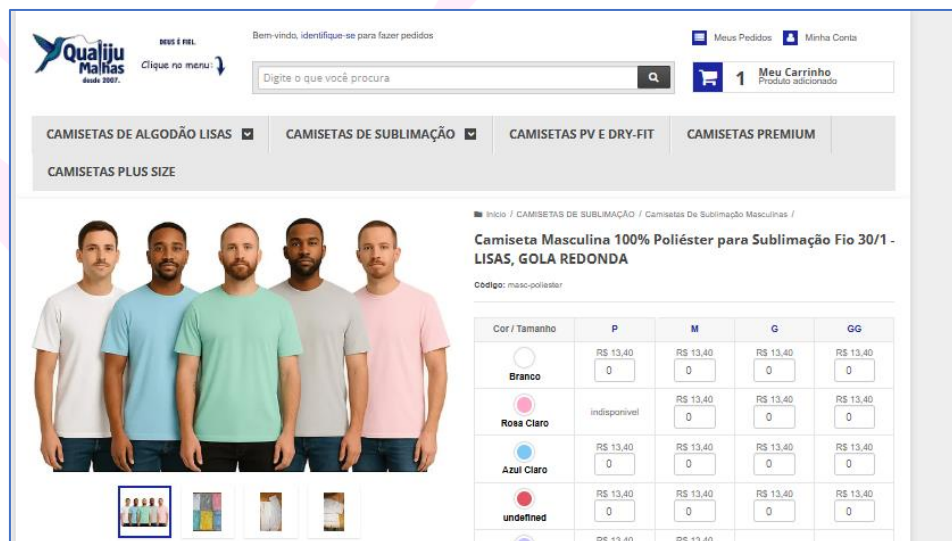 Qualiju
Malhas
desde 2007.
DEUS É FIEL
Clique no menu:
Bem-vindo, identifique-se para fazer pedidos
Meus Pedidos
Minha Conta
Digite o que você procura
1
Meu Carrinho
Produto adicionado
CAMISETAS DE ALGODÃO LISAS
CAMISETAS DE SUBLIMAÇÃO
CAMISETAS PV E DRY-FIT
CAMISETAS PREMIUM
CAMISETAS PLUS SIZE
Início / CAMISETAS DE SUBLIMAÇÃO / Camisetas De Sublimação Masculinas /
Camiseta Masculina 100% Poliéster para Sublimação Fio 30/1 -
LISAS, GOLA REDONDA
Código: masc-poliester
Cor / Tamanho P M G GG
R$ 13,40 R$ 13,40 R$ 13,40 R$ 13,40
0 0 0 0
Branco
R$ 13,40 R$ 13,40 R$ 13,40
indisponível 0 0 0
Rosa Claro
R$ 13,40 R$ 13,40 R$ 13,40 R$ 13,40
0 0 0 0
Azul Claro
R$ 13,40 R$ 13,40 R$ 13,40 R$ 13,40
0 0 0 0
undefined
R$ 13,40 R$ 13,40